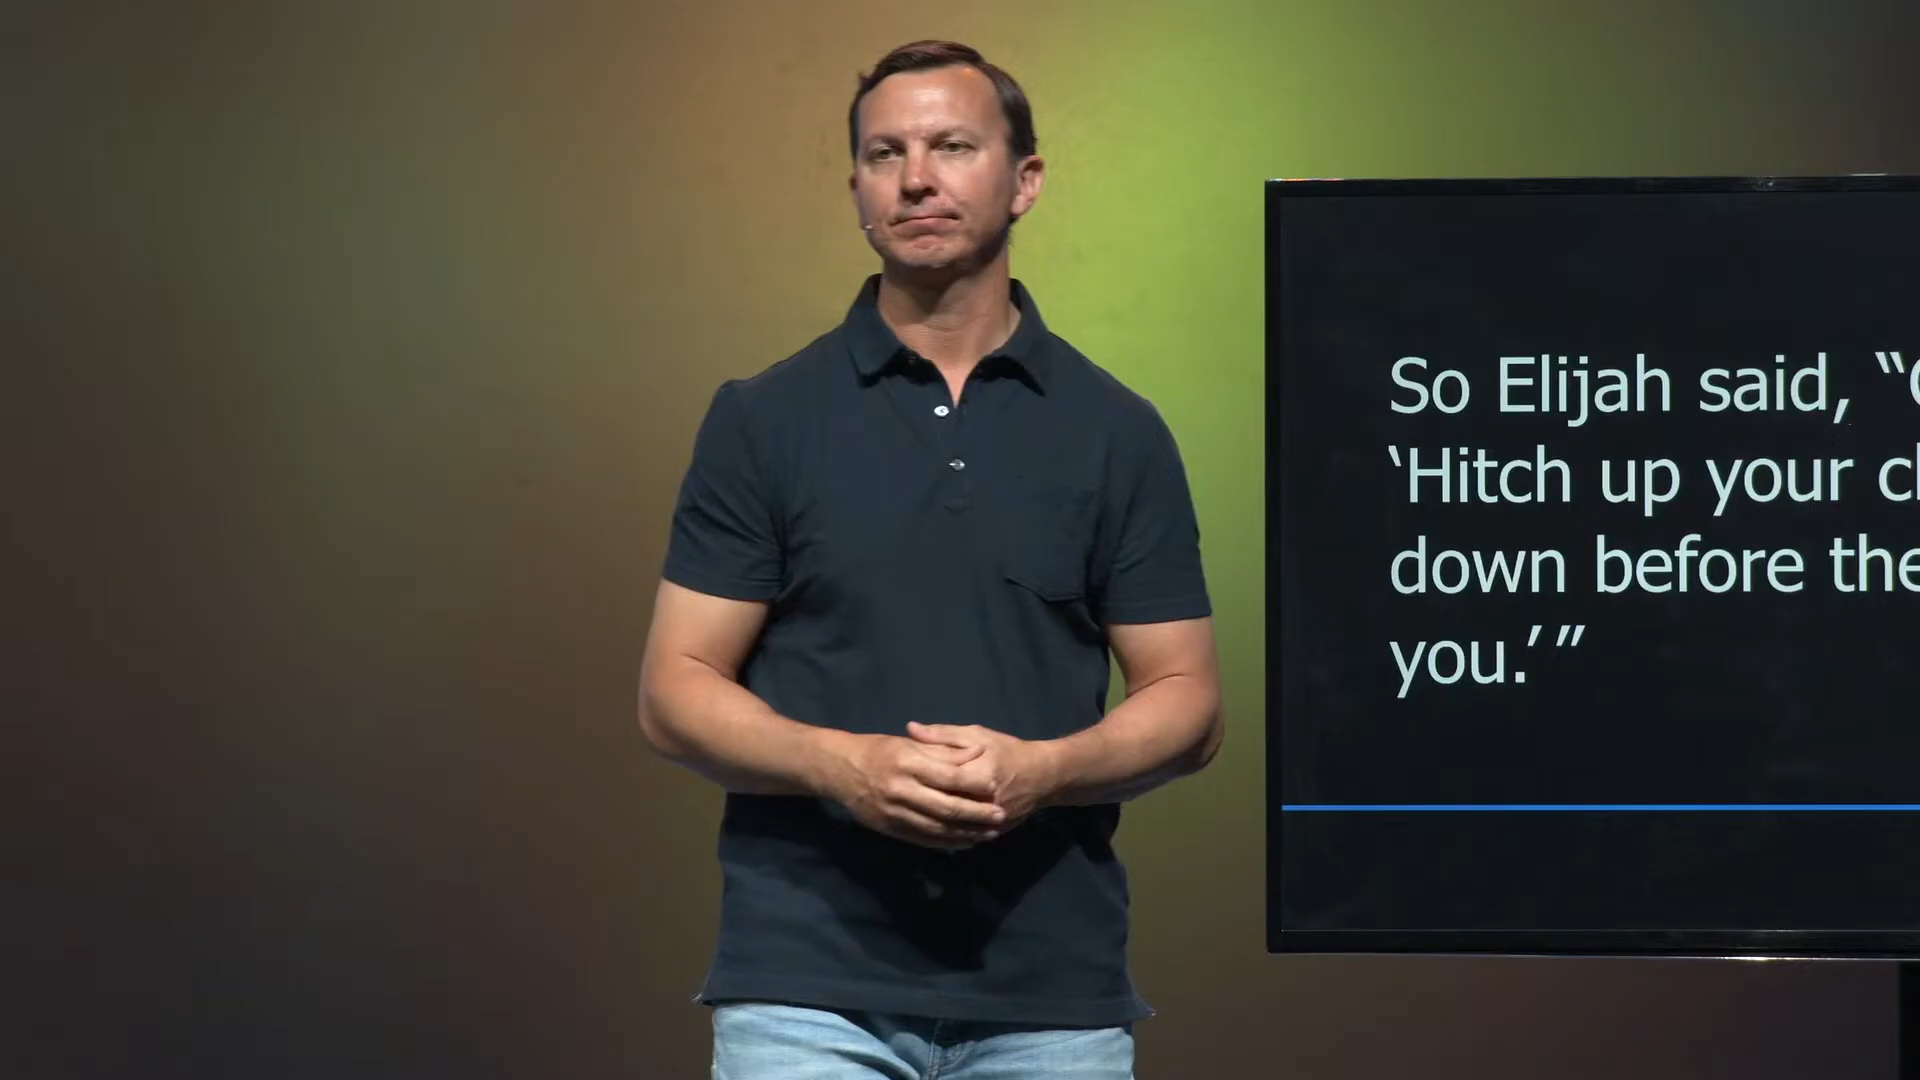 So Elijah said, “
‘Hitch up your
down before the
you.’ ”